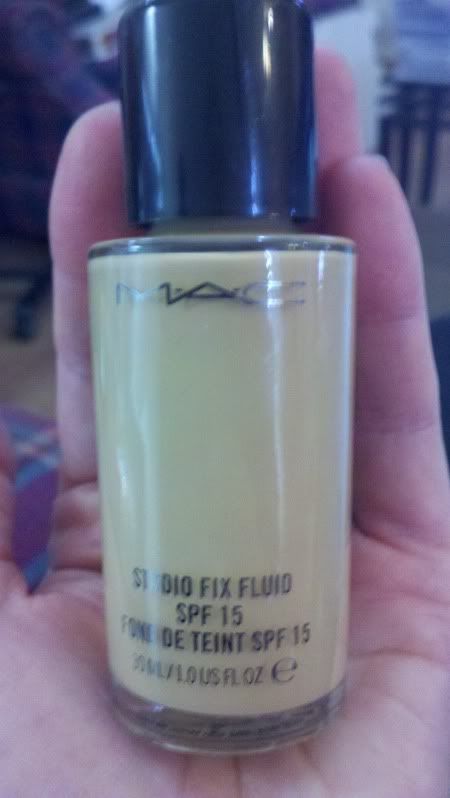 MAC
STUDIO FIX FLUID
SPF 15
FOND DE TEINT SPF 15
30 ML / 1.0 US FL OZ ℮